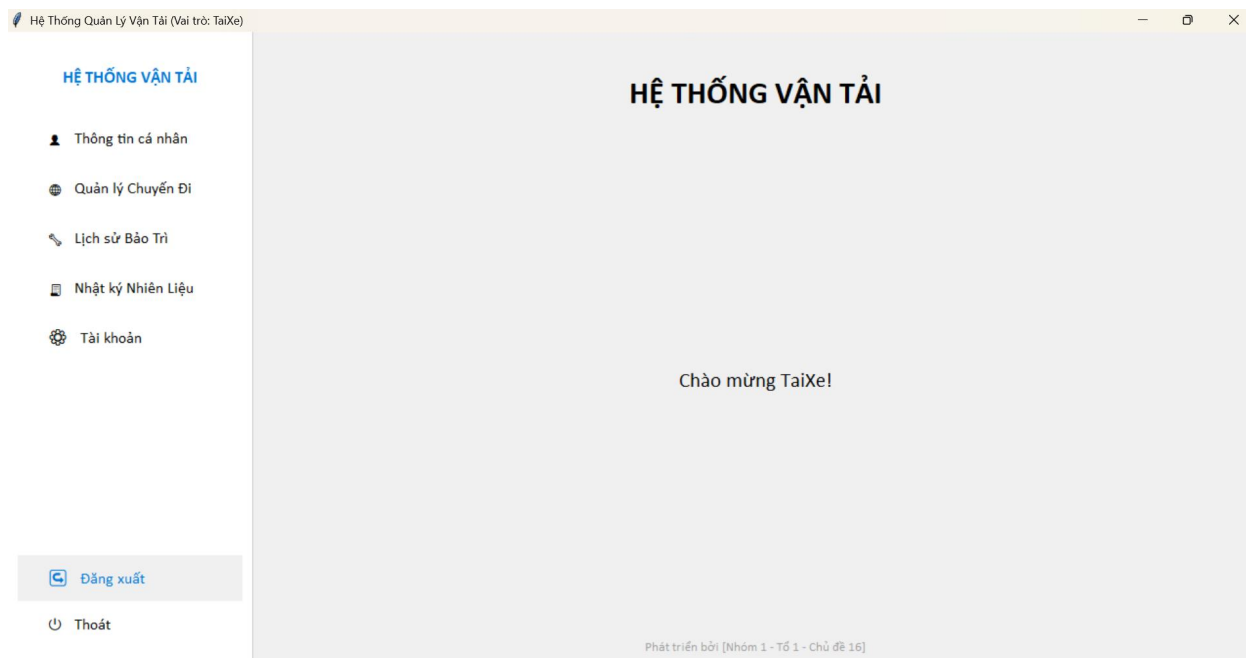 Hệ Thống Quản Lý Vận Tải (Vai trò: TaiXe)
HỆ THỐNG VẬN TẢI
Thông tin cá nhân
Quản lý Chuyến Đi
Lịch sử Bảo Trì
Nhật ký Nhiên Liệu
Tài khoản
Đăng xuất
Thoát
HỆ THỐNG VẬN TẢI
Chào mừng TaiXe!
Phát triển bởi [Nhóm 1 - Tổ 1 - Chủ đề 16]